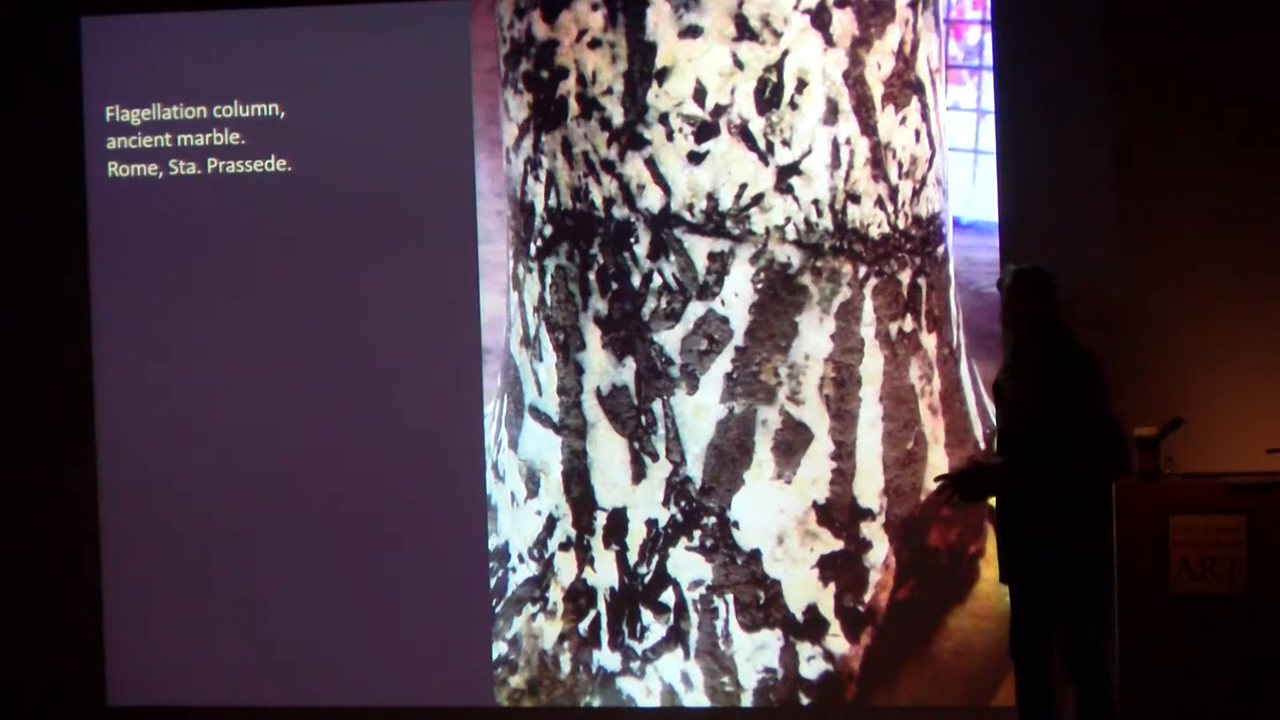 Flagellation column,
ancient marble.
Rome, Sta. Prassede.
ART